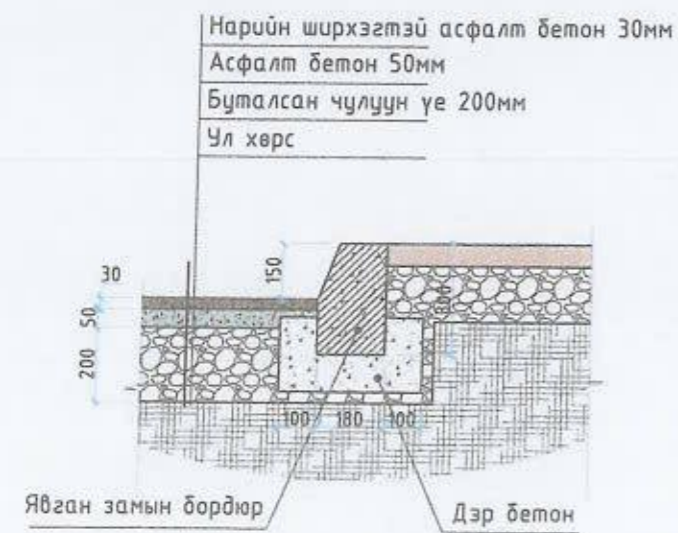 Нарийн ширхэгтэй асфалт бетон 30мм
Асфалт бетон 50мм
Буталсан чулуун үе 200мм
Ул хөрс
30
50
200
150
300
100 180 100
Явган замын бордюр
Дэр бетон